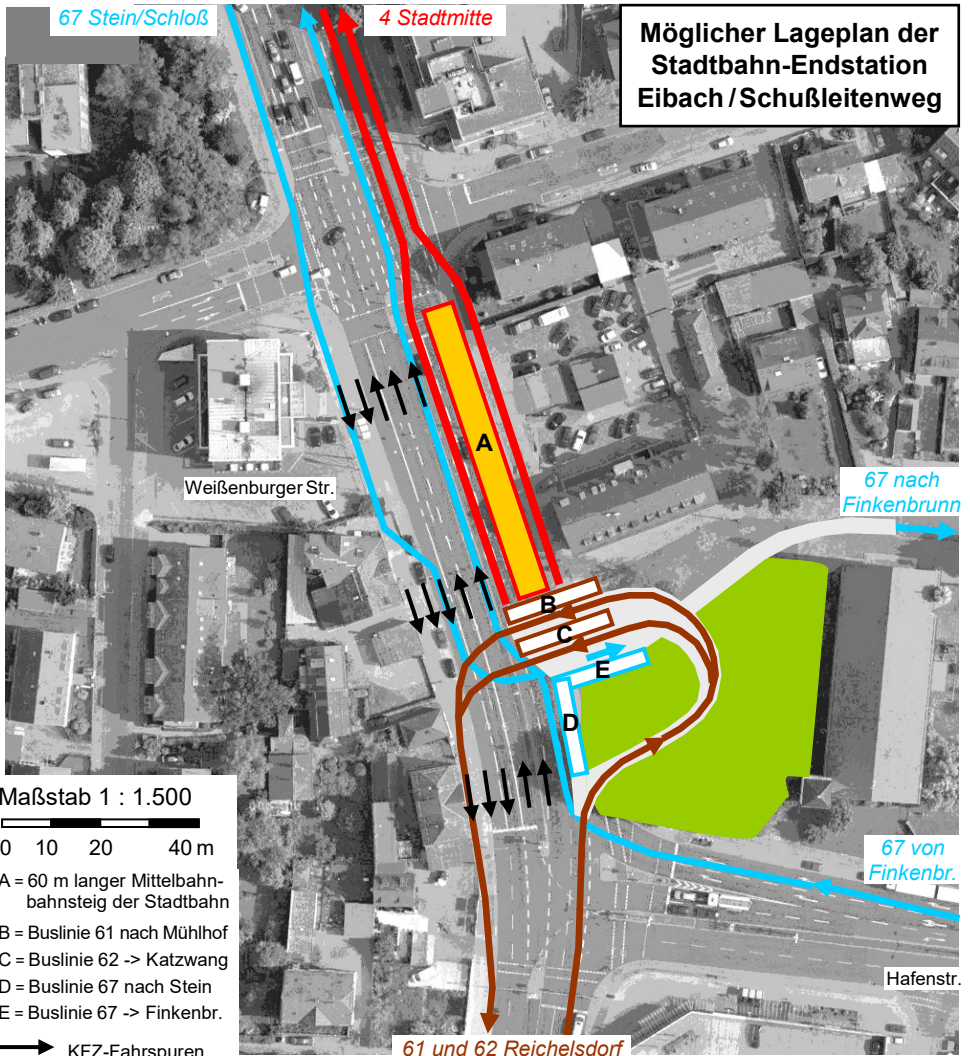 67 Stein/Schloß
4 Stadtmitte
Möglicher Lageplan der
Stadtbahn-Endstation
Eibach / Schußleitenweg
A
Weißenburger Str.
67 nach
Finkenbrunn
B
C
E
D
Maßstab 1 : 1.500
0 10 20 40 m
A = 60 m langer Mittelbahn-
bahnsteig der Stadtbahn
B = Buslinie 61 nach Mühlhof
C = Buslinie 62 -> Katzwang
D = Buslinie 67 nach Stein
E = Buslinie 67 -> Finkenbr.
KFZ-Fahrspuren
67 von
Finkenbr.
Hafenstr.
61 und 62 Reichelsdorf